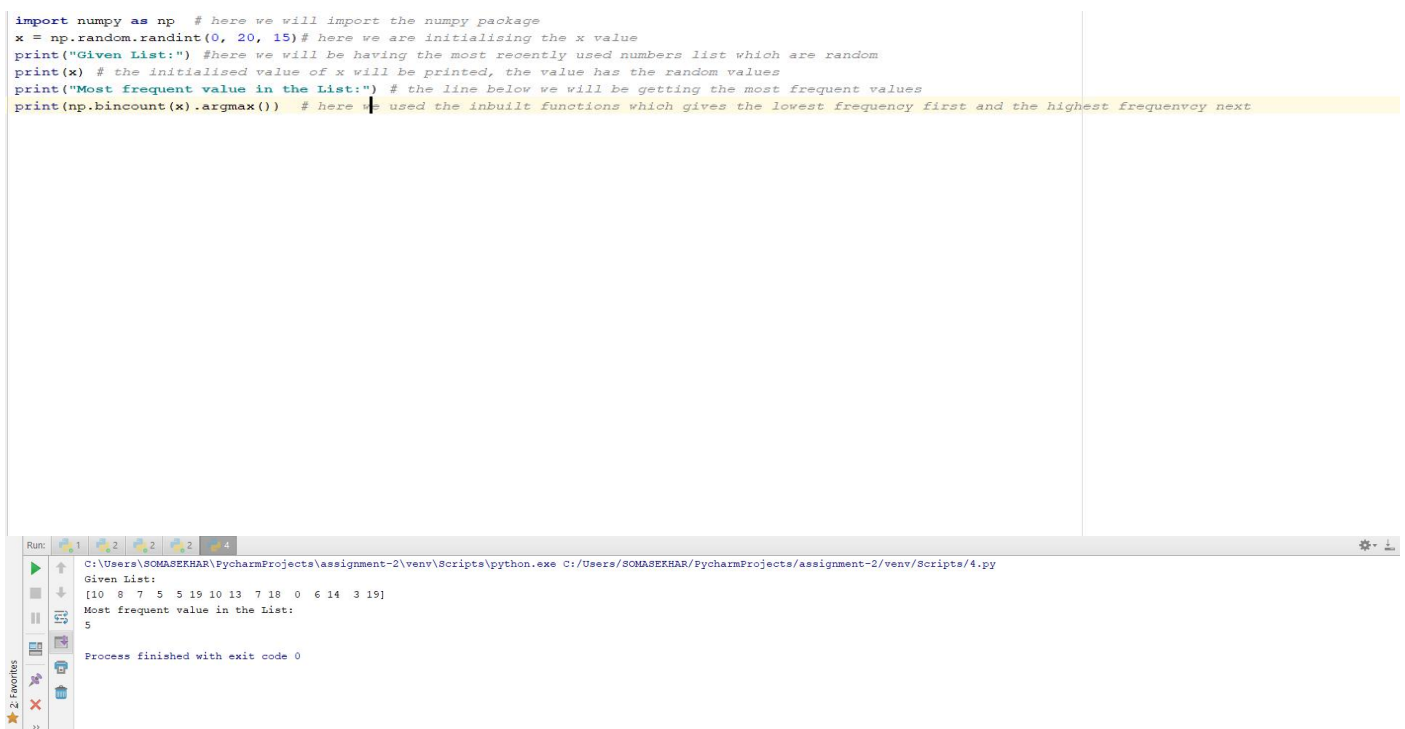 import numpy as np  # here we will import the numpy package
x = np.random.randint(0, 20, 15)# here we are initialising the x value
print("Given List:") #here we will be having the most recently used numbers list which are random
print(x) # the initialised value of x will be printed, the value has the random values
print("Most frequent value in the List:") # the line below we will be getting the most frequent values
print(np.bincount(x).argmax())  # here we used the inbuilt functions which gives the lowest frequency first and the highest frequenvcy next
Run: 1 2 2 2 4
C:\Users\SOMASEKHAR\PycharmProjects\assignment-2\venv\Scripts\python.exe C:/Users/SOMASEKHAR/PycharmProjects/assignment-2/venv/Scripts/4.py
Given List:
[10  8  7  5  5 19 10 13  7 18  0  6 14  3 19]
Most frequent value in the List:
5
Process finished with exit code 0
2: Favorites